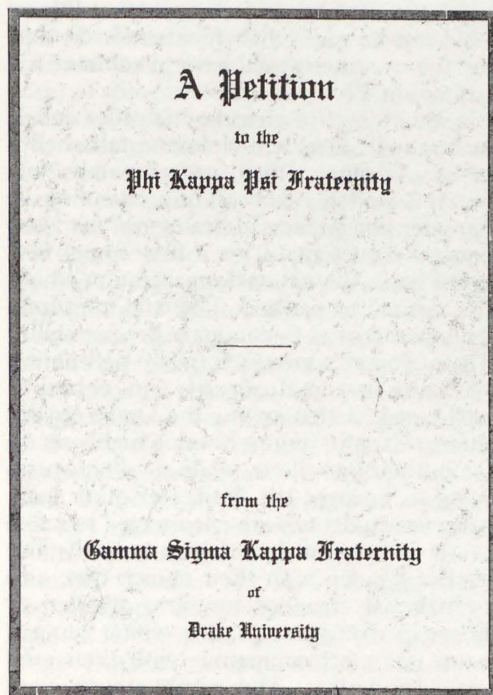 A Petition
to the
Phi Kappa Psi Fraternity
from the
Gamma Sigma Kappa Fraternity
of
Drake University